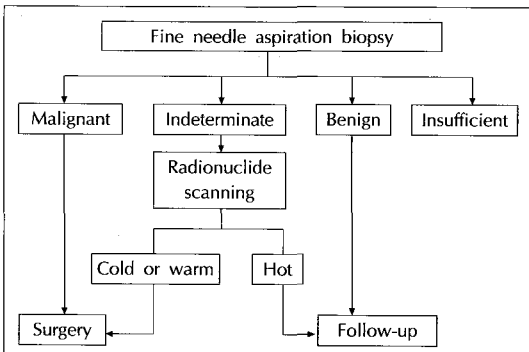 Fine needle aspiration biopsy
Malignant
Indeterminate
Benign
Insufficient
Radionuclide
scanning
Cold or warm
Hot
Surgery
Follow-up